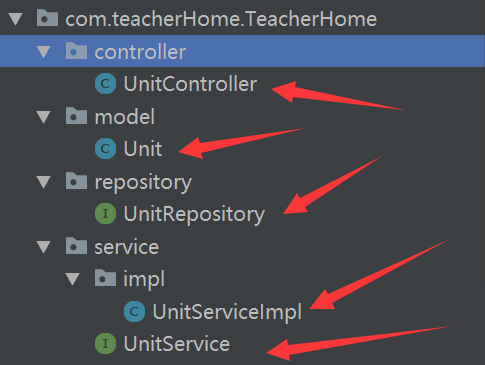 com.teacherHome.TeacherHome
controller
C UnitController
model
C Unit
repository
I UnitRepository
service
impl
C UnitServiceImpl
I UnitService